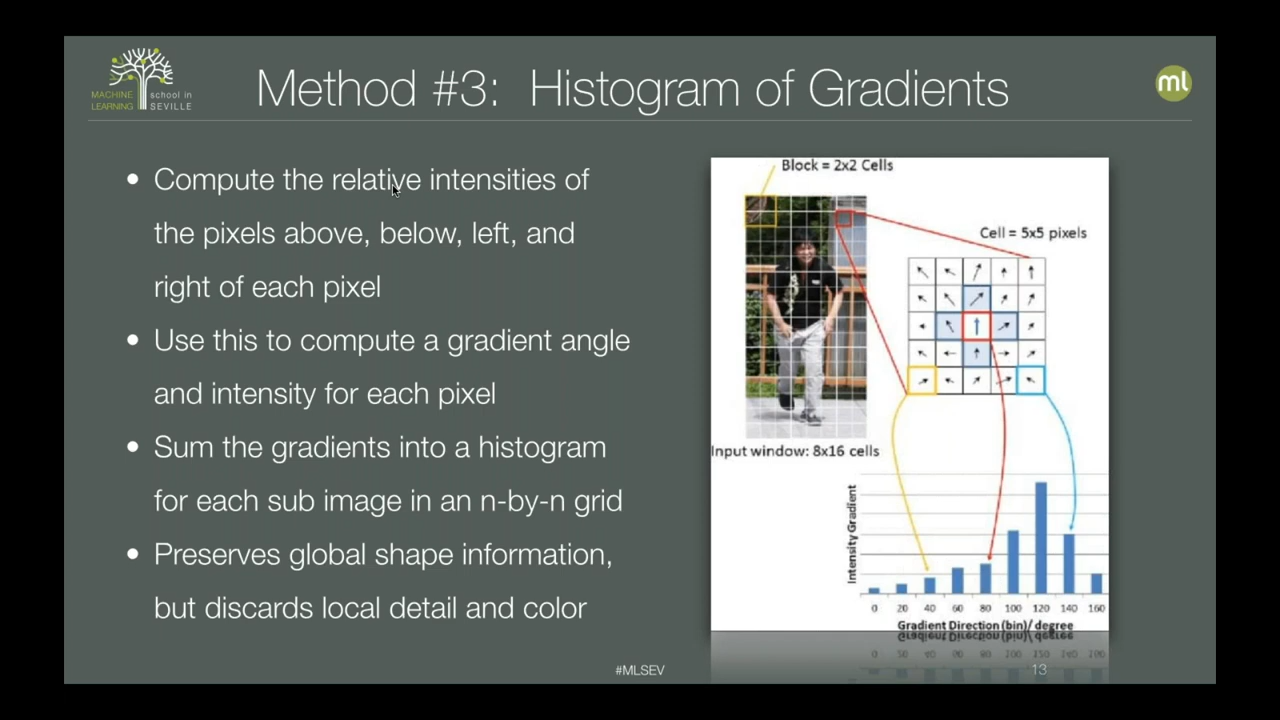 MACHINE
LEARNING
school in
SEVILLE
Method #3: Histogram of Gradients
ml
• Compute the relative intensities of
the pixels above, below, left, and
right of each pixel
• Use this to compute a gradient angle
and intensity for each pixel
• Sum the gradients into a histogram
for each sub image in an n-by-n grid
• Preserves global shape information,
but discards local detail and color
Block = 2x2 Cells
Cell = 5x5 pixels
Input window: 8x16 cells
Intensity Gradient
0 20 40 60 80 100 120 140 160
Gradient Direction (bin)/ degree
#MLSEV
13